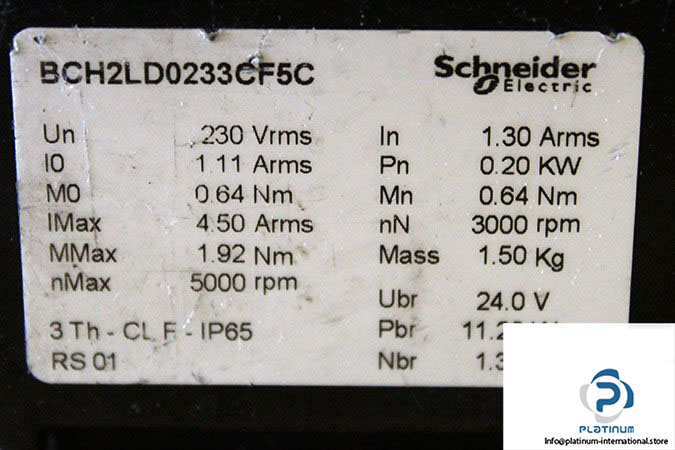 BCH2LD0233CF5C
Schneider
Electric
Un 230 Vrms
I0 1.11 Arms
M0 0.64 Nm
IMax 4.50 Arms
MMax 1.92 Nm
nMax 5000 rpm
3 Th - CL F - IP65
RS 01
In 1.30 Arms
Pn 0.20 KW
Mn 0.64 Nm
nN 3000 rpm
Mass 1.50 Kg
Ubr 24.0 V
Pbr
Nbr
PLATINUM
Info@platinum-international.store